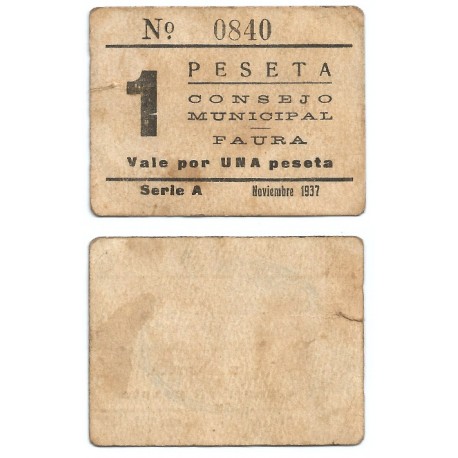 Nº 0840
1 PESETA
CONSEJO
MUNICIPAL
FAURA
Vale por UNA peseta
Serie A Noviembre 1937